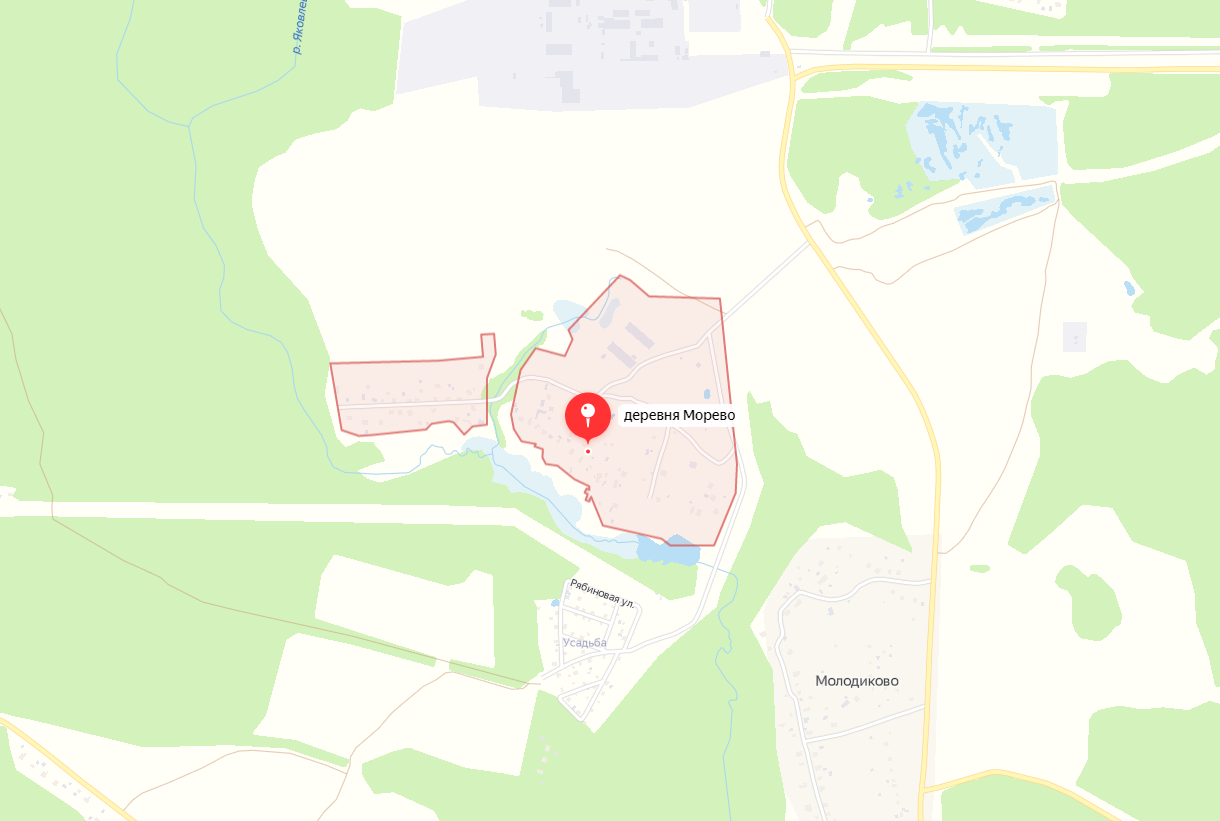 р. Яковле
деревня Морево
Рябиновая ул.
Усадьба
Молодиково